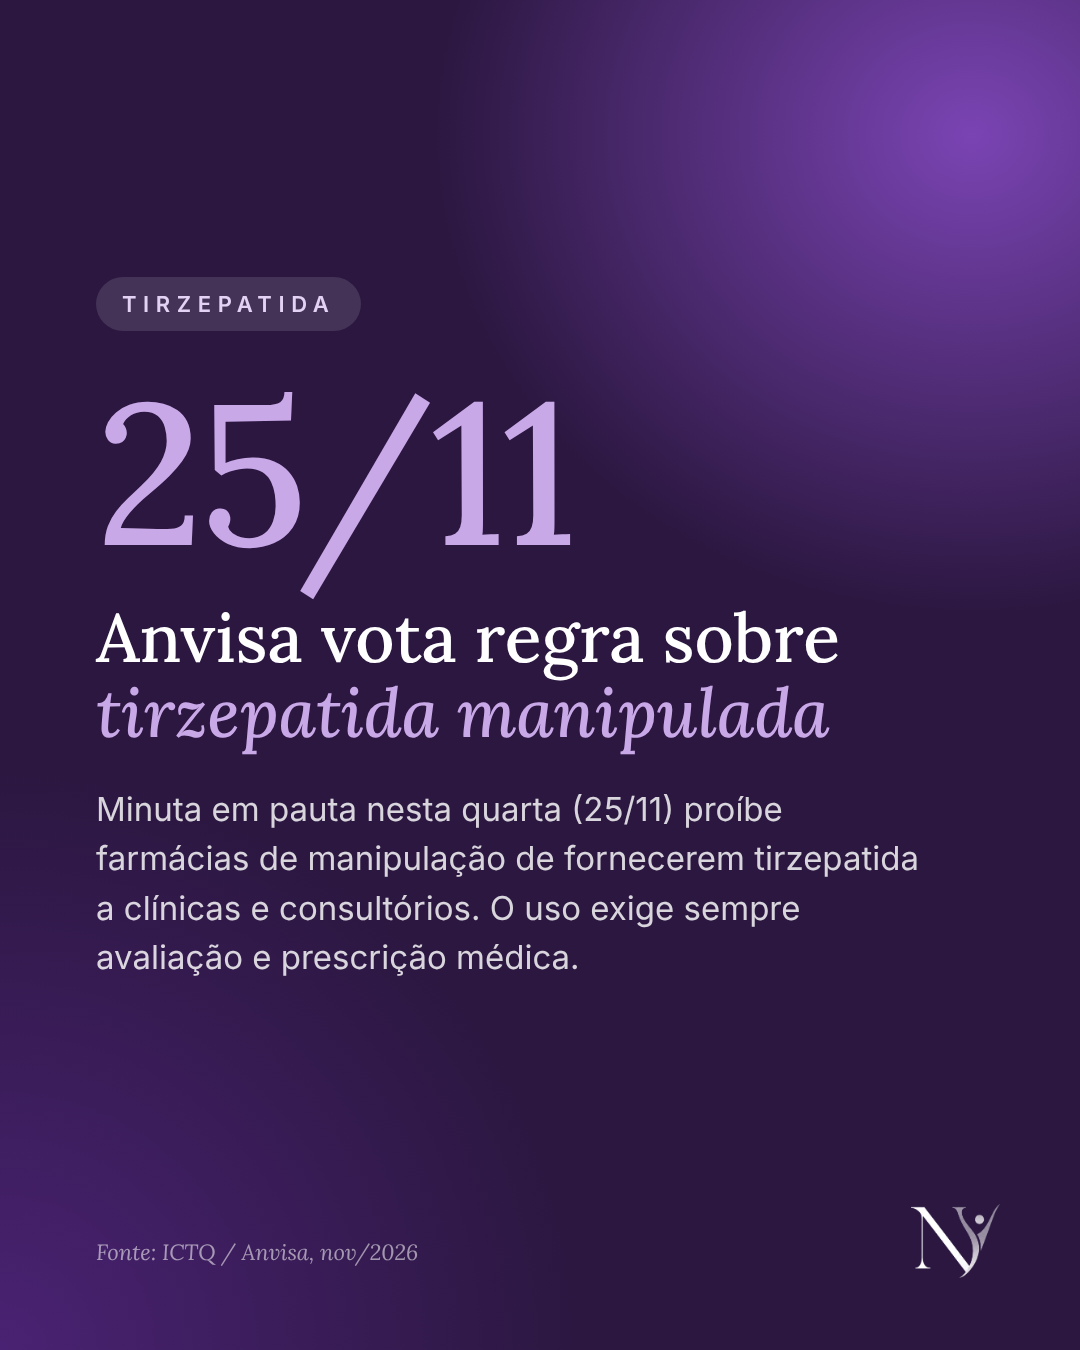 TIRZEPATIDA
25/11
Anvisa vota regra sobre
tirzepatida manipulada
Minuta em pauta nesta quarta (25/11) proíbe
farmácias de manipulação de fornecerem tirzepatida
a clínicas e consultórios. O uso exige sempre
avaliação e prescrição médica.
Fonte: ICTQ / Anvisa, nov/2026
NY